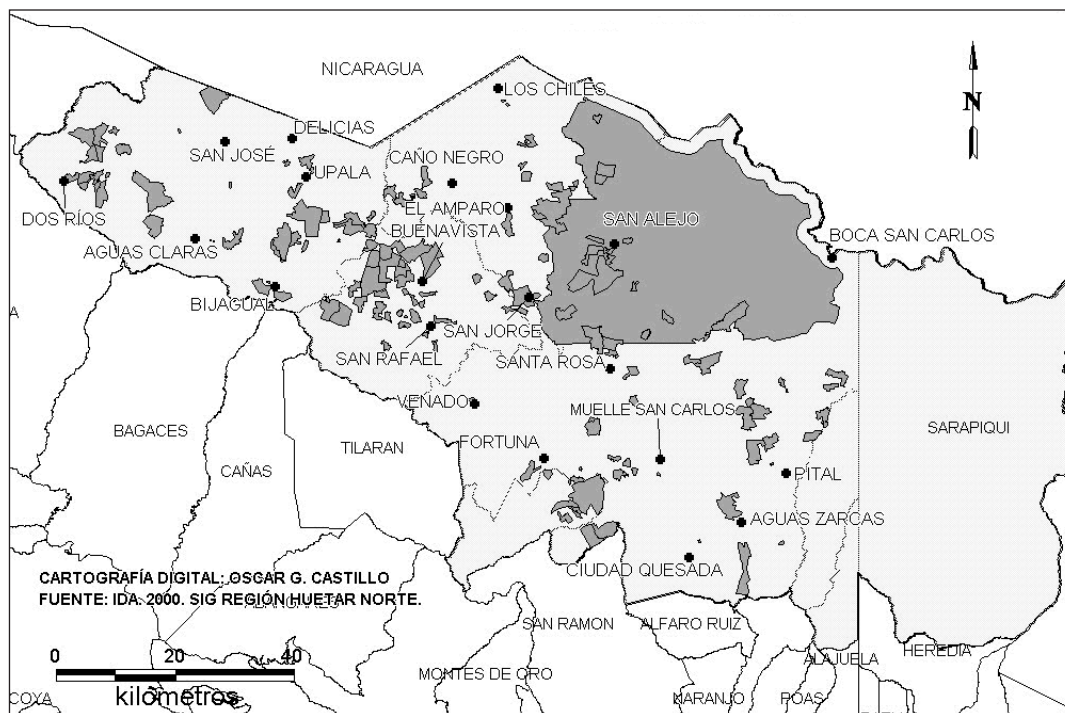 NICARAGUA
LOS CHILES
N
DELICIAS
SAN JOSÉ
CAÑO NEGRO
UPALA
DOS RÍOS
EL AMPARO
SAN ALEJO
BUENAVISTA
BOCA SAN CARLOS
AGUAS CLARAS
BIJAGUAL
A
SAN JORGE
SAN RAFAEL
SANTA ROSA
VENADO
MUELLE SAN CARLOS
BAGACES
TILARAN
FORTUNA
SARAPIQUI
CAÑAS
PITAL
AGUAS ZARCAS
CIUDAD QUESADA
CARTOGRAFÍA DIGITAL: OSCAR G. CASTILLO
FUENTE: IDA. 2000. SIG REGIÓN HUETAR NORTE.
SAN RAMON
ALFARO RUIZ
0 20 40
kilómetros
ALAJUELA
HEREDIA
MONTES DE ORO
COYA
NARANJO
POAS